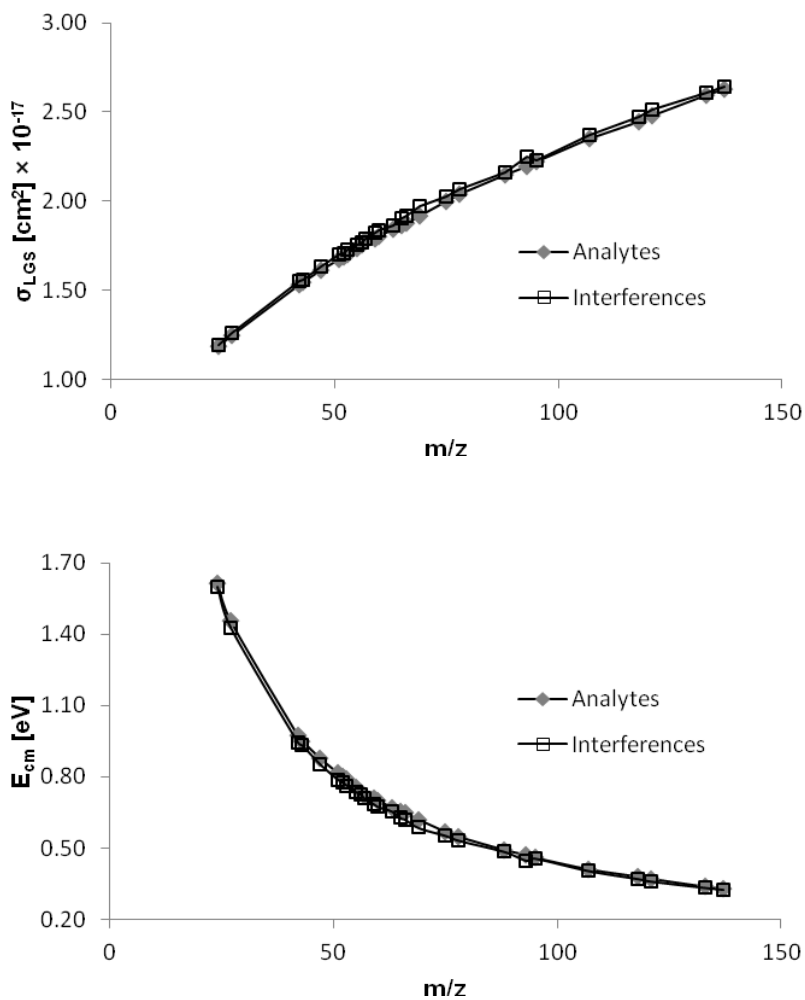 3.00
2.50
2.00
1.50
1.00
σLGS [cm²] × 10⁻¹⁷
Analytes
Interferences
0 50 100 150
m/z
1.70
1.40
1.10
0.80
0.50
0.20
Ecm [eV]
Analytes
Interferences
0 50 100 150
m/z